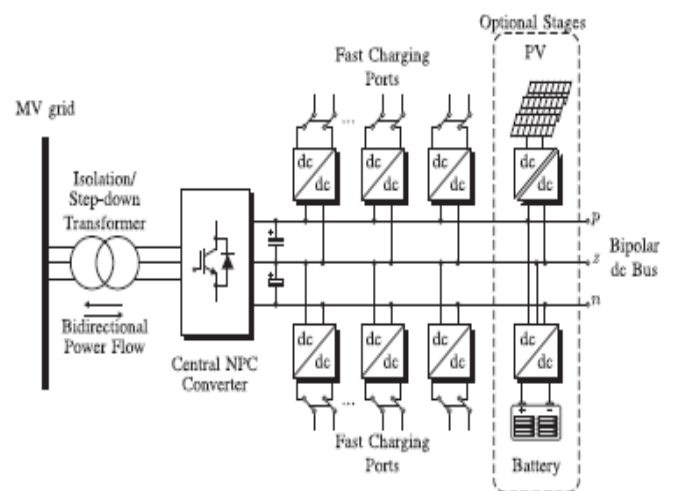 Optional Stages
PV
Fast Charging
Ports
MV grid
Isolation/
Step-down
Transformer
...
dc
dc
dc
dc
dc
dc
dc
dc
p
Bipolar
z
dc Bus
n
Bidirectional
Power Flow
Central NPC
Converter
dc
dc
dc
dc
dc
dc
dc
dc
...
Fast Charging
Ports
Battery